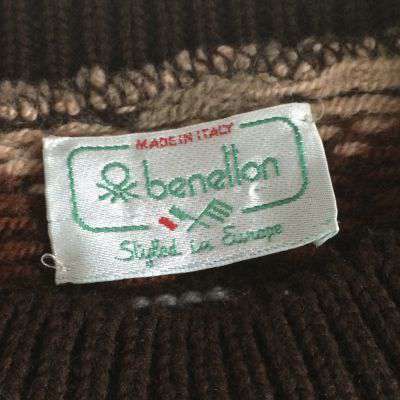 MADE IN ITALY
benetton
Styled in Europe